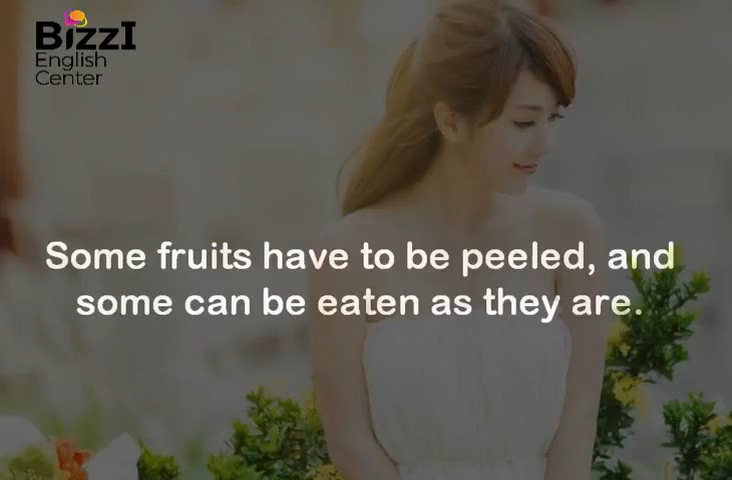 BizzI
English
Center
Some fruits have to be peeled, and
some can be eaten as they are.